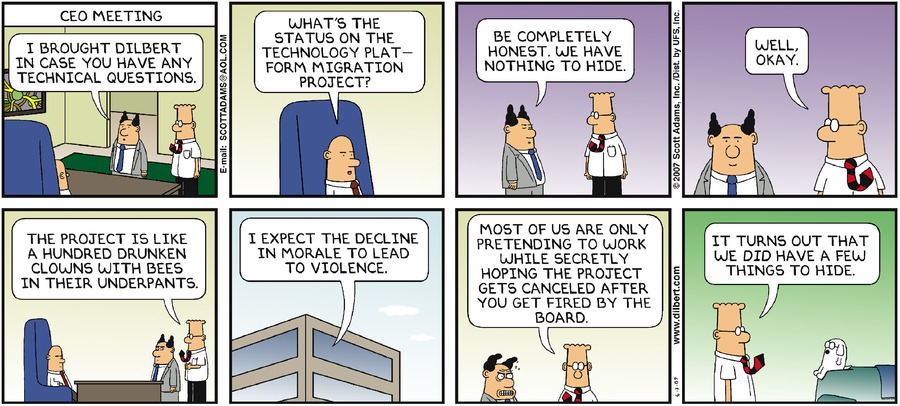 CEO MEETING
I BROUGHT DILBERT
IN CASE YOU HAVE ANY
TECHNICAL QUESTIONS.
E-mail: SCOTTADAMS@AOL.COM
WHAT'S THE
STATUS ON THE
TECHNOLOGY PLAT-
FORM MIGRATION
PROJECT?
BE COMPLETELY
HONEST. WE HAVE
NOTHING TO HIDE.
© 2007 Scott Adams, Inc. /Dist. by UFS, Inc.
WELL,
OKAY.
THE PROJECT IS LIKE
A HUNDRED DRUNKEN
CLOWNS WITH BEES
IN THEIR UNDERPANTS.
I EXPECT THE DECLINE
IN MORALE TO LEAD
TO VIOLENCE.
MOST OF US ARE ONLY
PRETENDING TO WORK
WHILE SECRETLY
HOPING THE PROJECT
GETS CANCELED AFTER
YOU GET FIRED BY THE
BOARD.
www.dilbert.com
IT TURNS OUT THAT
WE DID HAVE A FEW
THINGS TO HIDE.